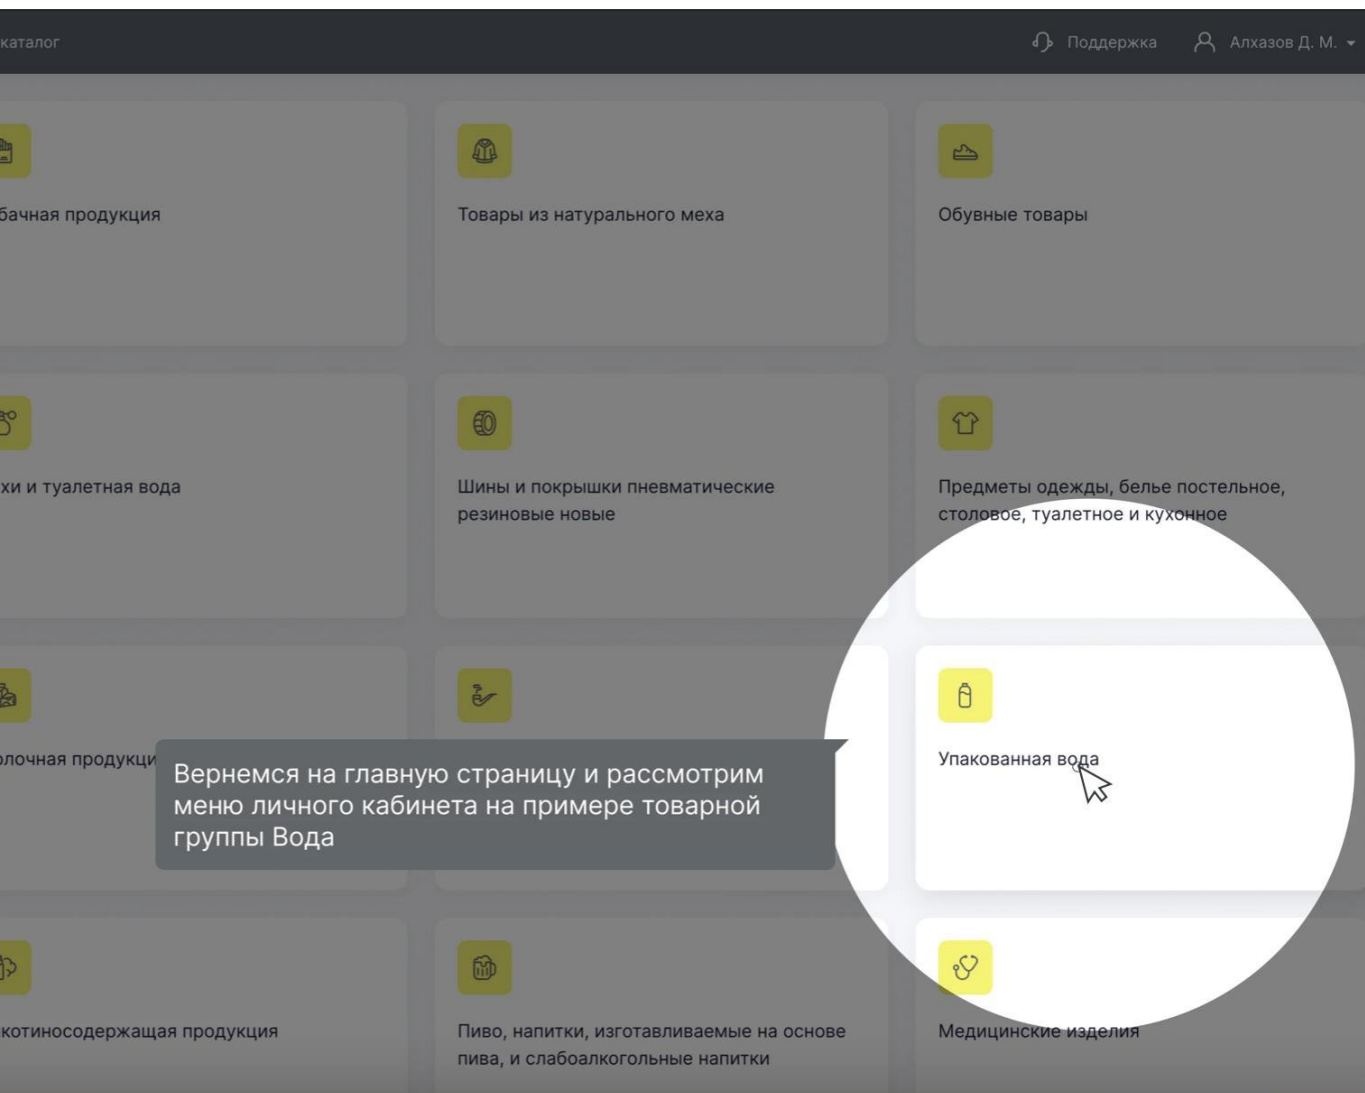 каталог
Поддержка
Алхазов Д. М.
бачная продукция
Товары из натурального меха
Обувные товары
хи и туалетная вода
Шины и покрышки пневматические
резиновые новые
Предметы одежды, белье постельное,
столовое, туалетное и кухонное
лочная продукци
Упакованная вода
Вернемся на главную страницу и рассмотрим
меню личного кабинета на примере товарной
группы Вода
котиносодержащая продукция
Пиво, напитки, изготавливаемые на основе
пива, и слабоалкогольные напитки
Медицинские изделия